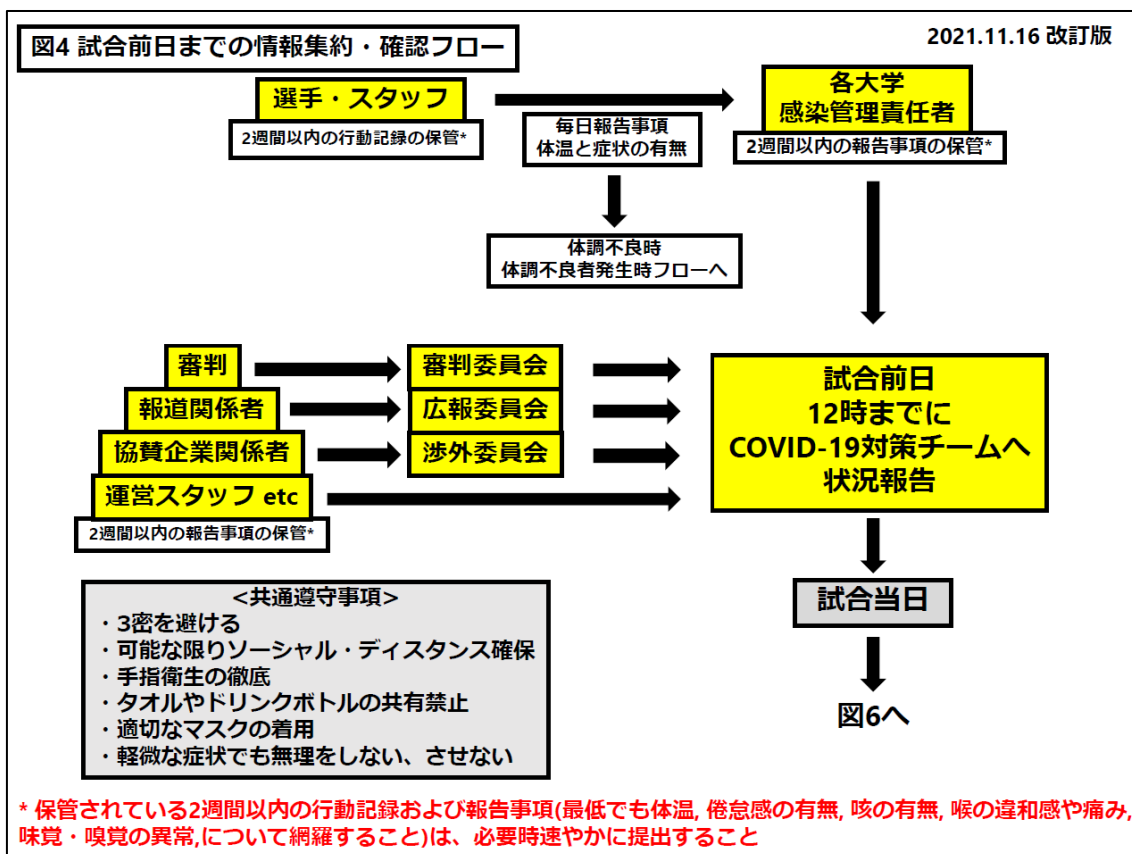 図4 試合前日までの情報集約・確認フロー
2021.11.16 改訂版
選手・スタッフ
2週間以内の行動記録の保管*
毎日報告事項
体温と症状の有無
各大学
感染管理責任者
2週間以内の報告事項の保管*
体調不良時
体調不良者発生時フローへ
審判
審判委員会
報道関係者
広報委員会
協賛企業関係者
渉外委員会
運営スタッフ etc
2週間以内の報告事項の保管*
試合前日
12時までに
COVID-19対策チームへ
状況報告
試合当日
図6へ
<共通遵守事項>
・3密を避ける
・可能な限りソーシャル・ディスタンス確保
・手指衛生の徹底
・タオルやドリンクボトルの共有禁止
・適切なマスクの着用
・軽微な症状でも無理をしない、させない
* 保管されている2週間以内の行動記録および報告事項(最低でも体温, 倦怠感の有無, 咳の有無, 喉の違和感や痛み,
味覚・嗅覚の異常,について網羅すること)は、必要時速やかに提出すること